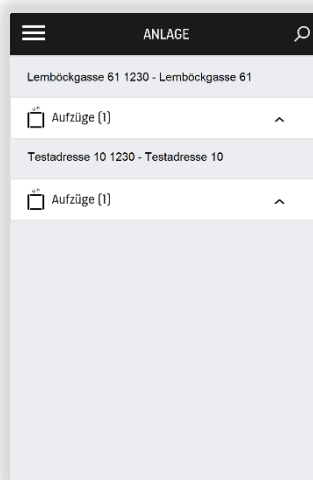 ANLAGE
Lemböckgasse 61 1230 - Lemböckgasse 61
Aufzüge (1)
Testadresse 10 1230 - Testadresse 10
Aufzüge (1)